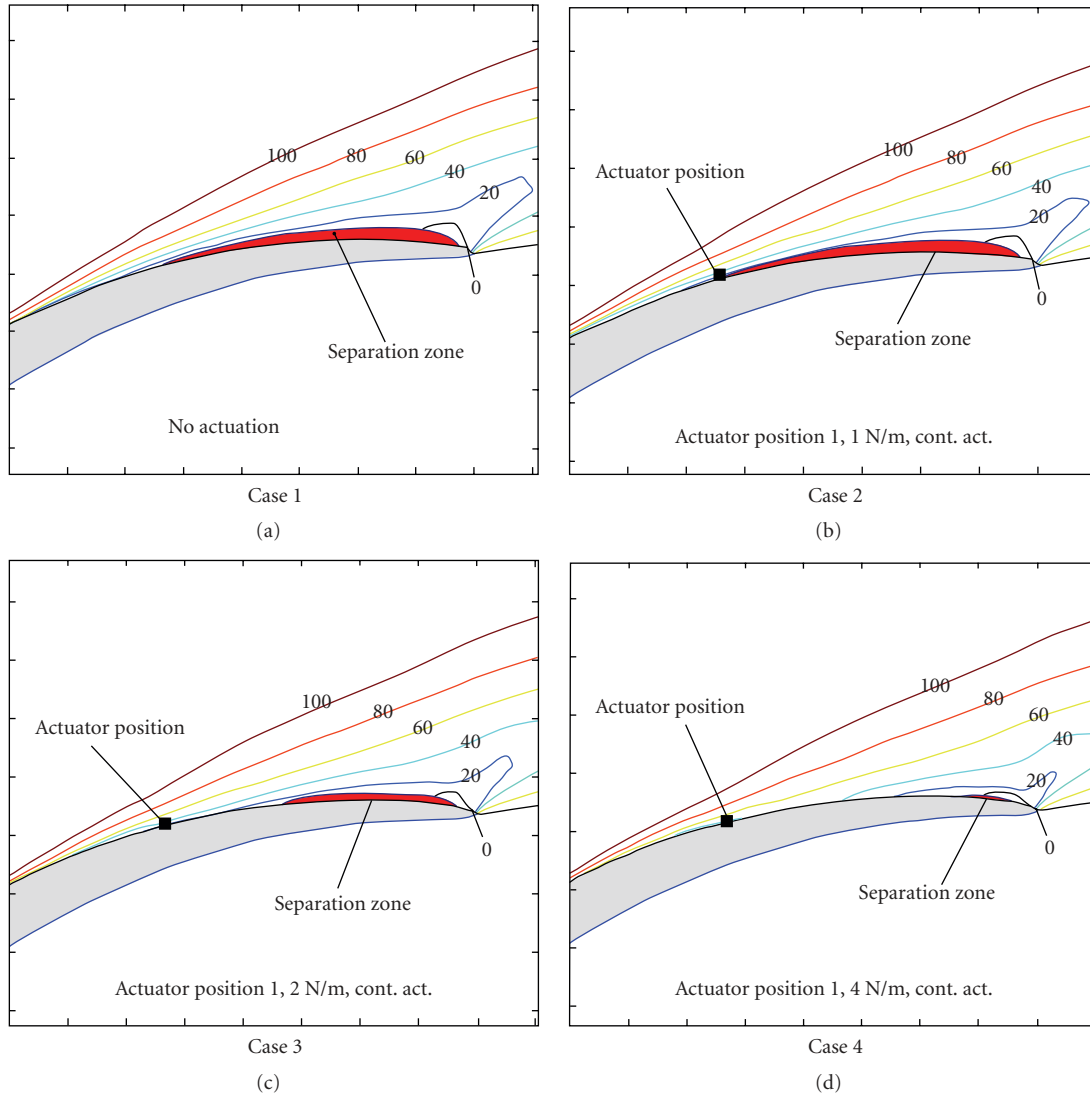 100
80
60
40
20
0
Separation zone
No actuation
Case 1
(a)
100
80
60
40
20
0
Actuator position
Separation zone
Actuator position 1, 1 N/m, cont. act.
Case 2
(b)
100
80
60
40
20
0
Actuator position
Separation zone
Actuator position 1, 2 N/m, cont. act.
Case 3
(c)
100
80
60
40
20
0
Actuator position
Separation zone
Actuator position 1, 4 N/m, cont. act.
Case 4
(d)